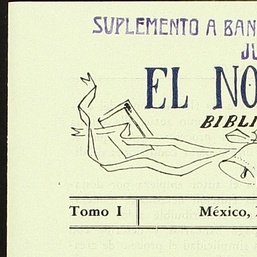 SUPLEMENTO A BAN
JU
EL NO
BIBLI
Tomo I México,